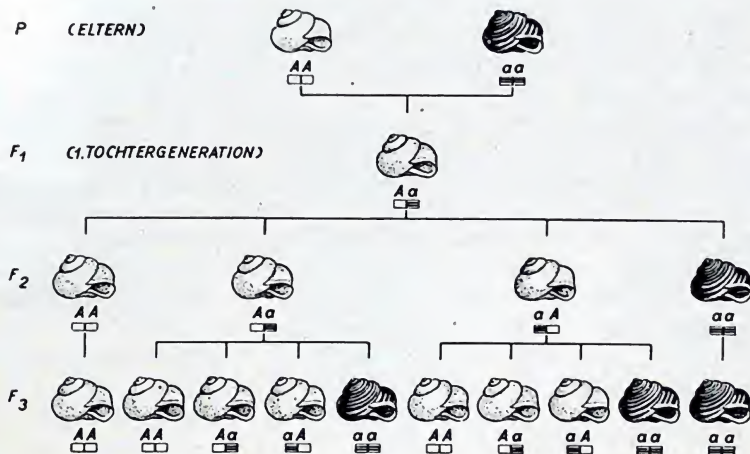 P (ELTERN)
AA aa
F1 (1.TOCHTERGENERATION)
Aa
F2
AA Aa aA aa
F3
AA AA Aa aA aa AA Aa aA aa aa